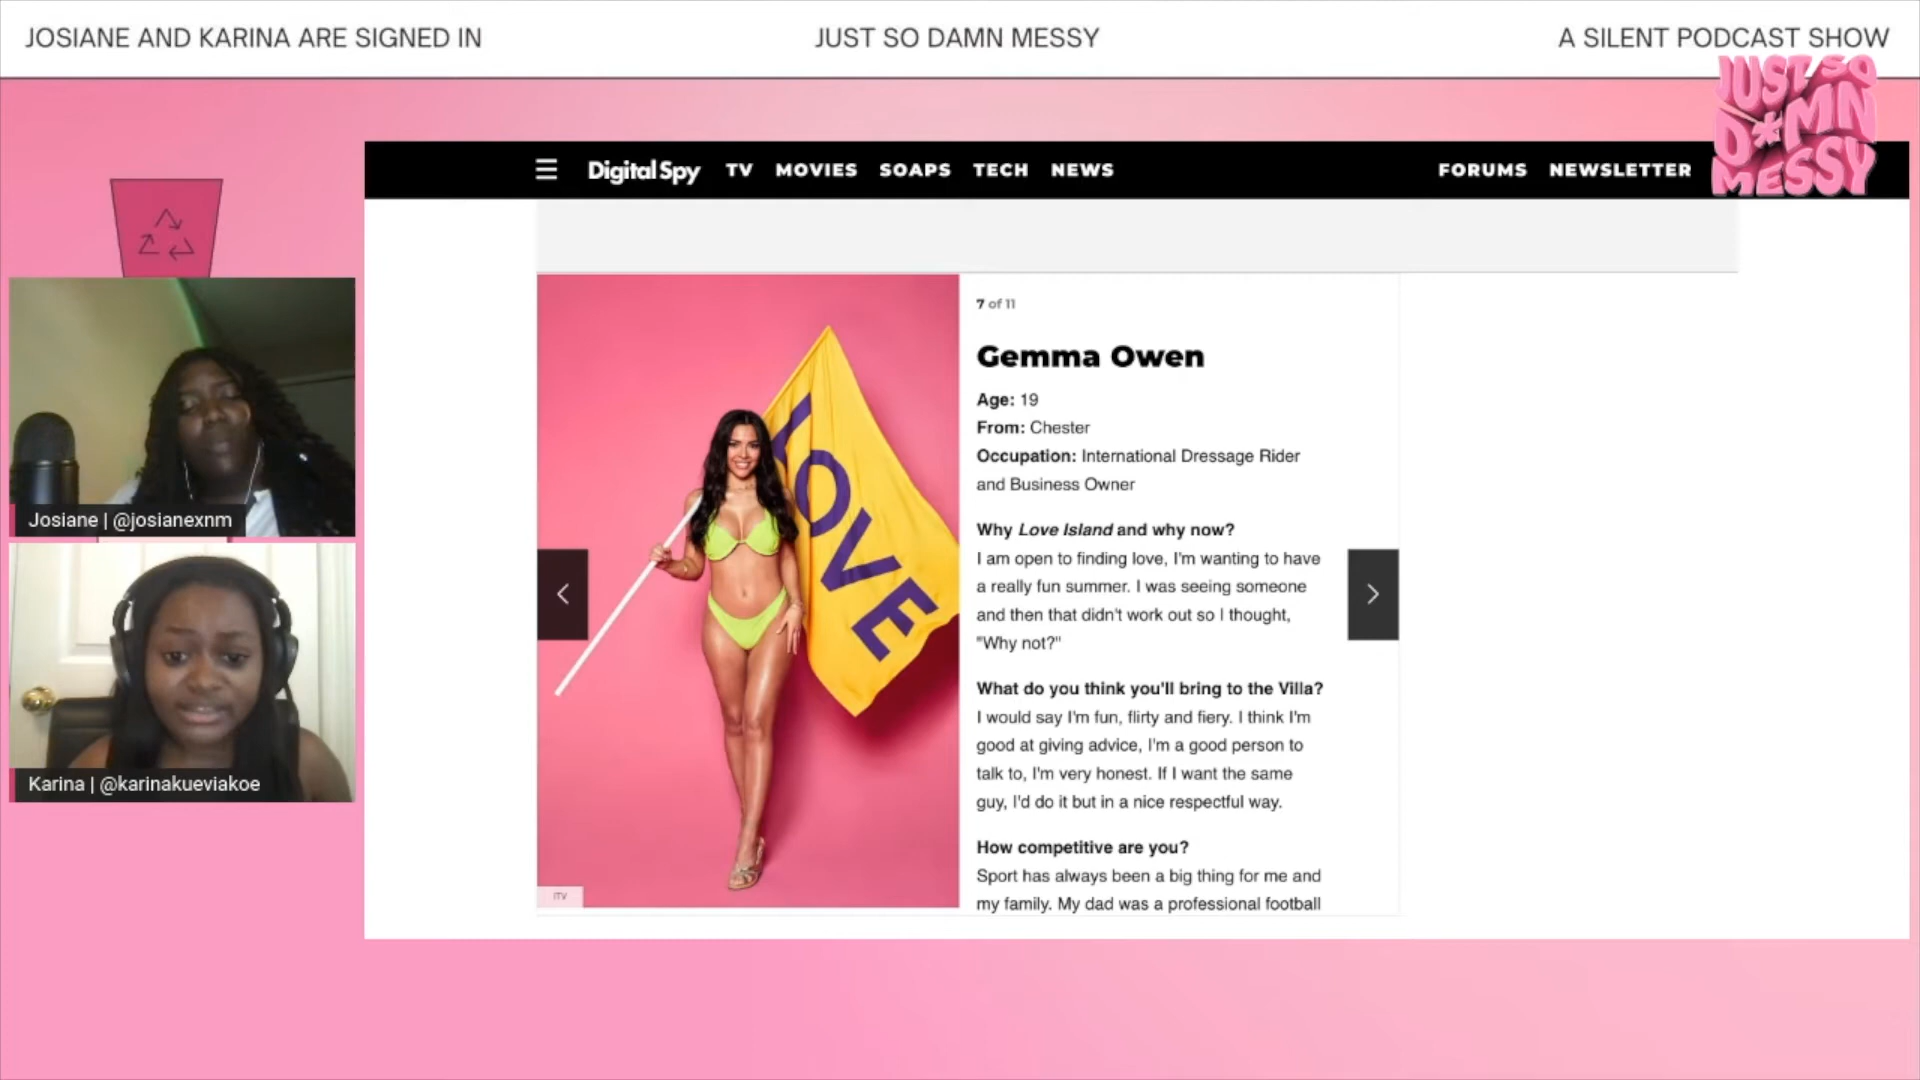 JOSIANE AND KARINA ARE SIGNED IN
JUST SO DAMN MESSY
A SILENT PODCAST SHOW
JUST SO
D*MN
MESSY
Digital Spy
TV
MOVIES
SOAPS
TECH
NEWS
FORUMS
NEWSLETTER
Josiane | @josianexnm
Karina | @karinakueviakoe
LOVE
ITV
7 of 11
Gemma Owen
Age: 19
From: Chester
Occupation: International Dressage Rider
and Business Owner
Why Love Island and why now?
I am open to finding love, I'm wanting to have
a really fun summer. I was seeing someone
and then that didn't work out so I thought,
"Why not?"
What do you think you'll bring to the Villa?
I would say I'm fun, flirty and fiery. I think I'm
good at giving advice, I'm a good person to
talk to, I'm very honest. If I want the same
guy, I'd do it but in a nice respectful way.
How competitive are you?
Sport has always been a big thing for me and
my family. My dad was a professional football